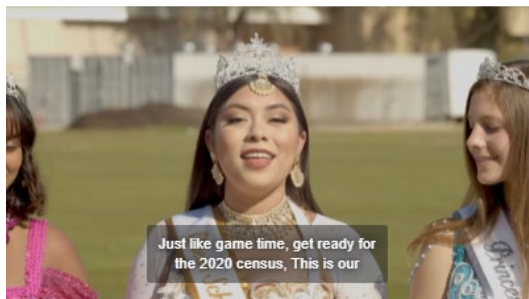 Just like game time, get ready for
the 2020 census, This is our